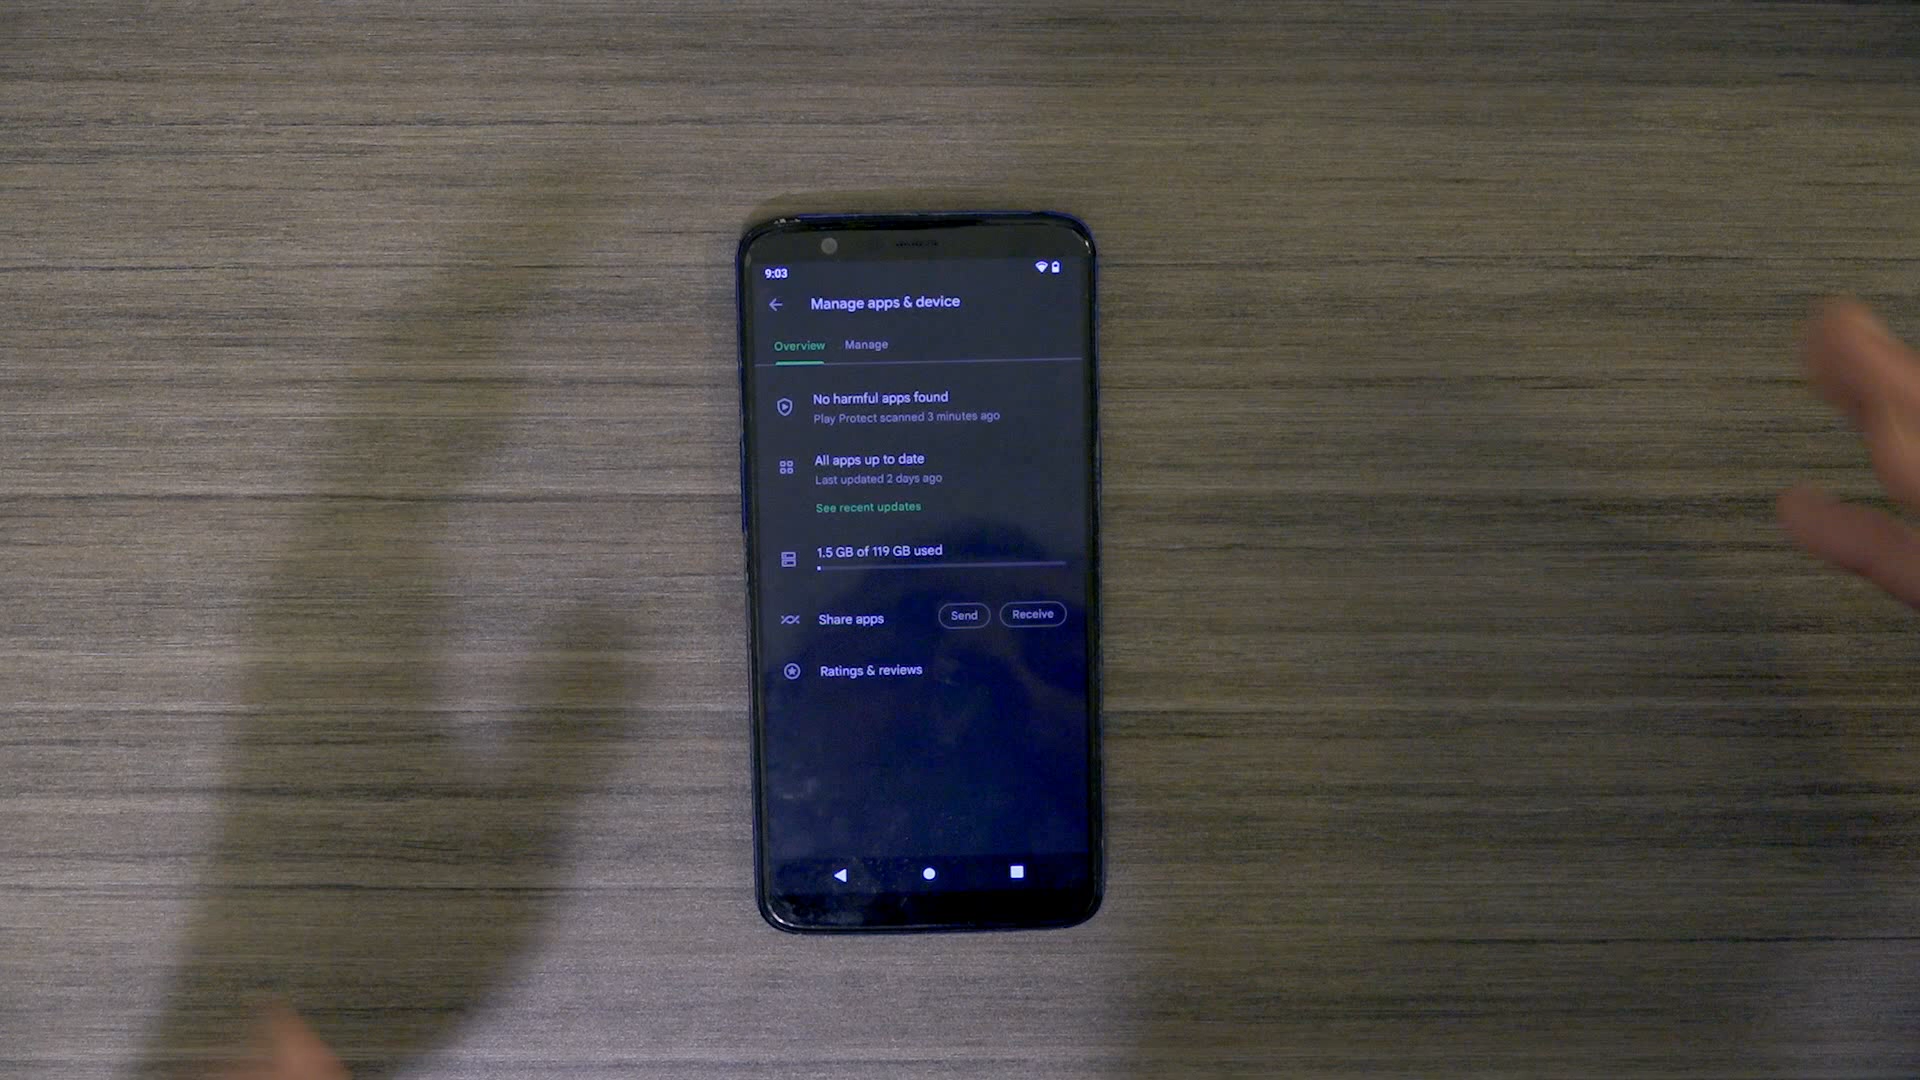 9:03
Manage apps & device
Overview Manage
No harmful apps found
Play Protect scanned 3 minutes ago
All apps up to date
Last updated 2 days ago
See recent updates
1.5 GB of 119 GB used
Share apps Send Receive
Ratings & reviews